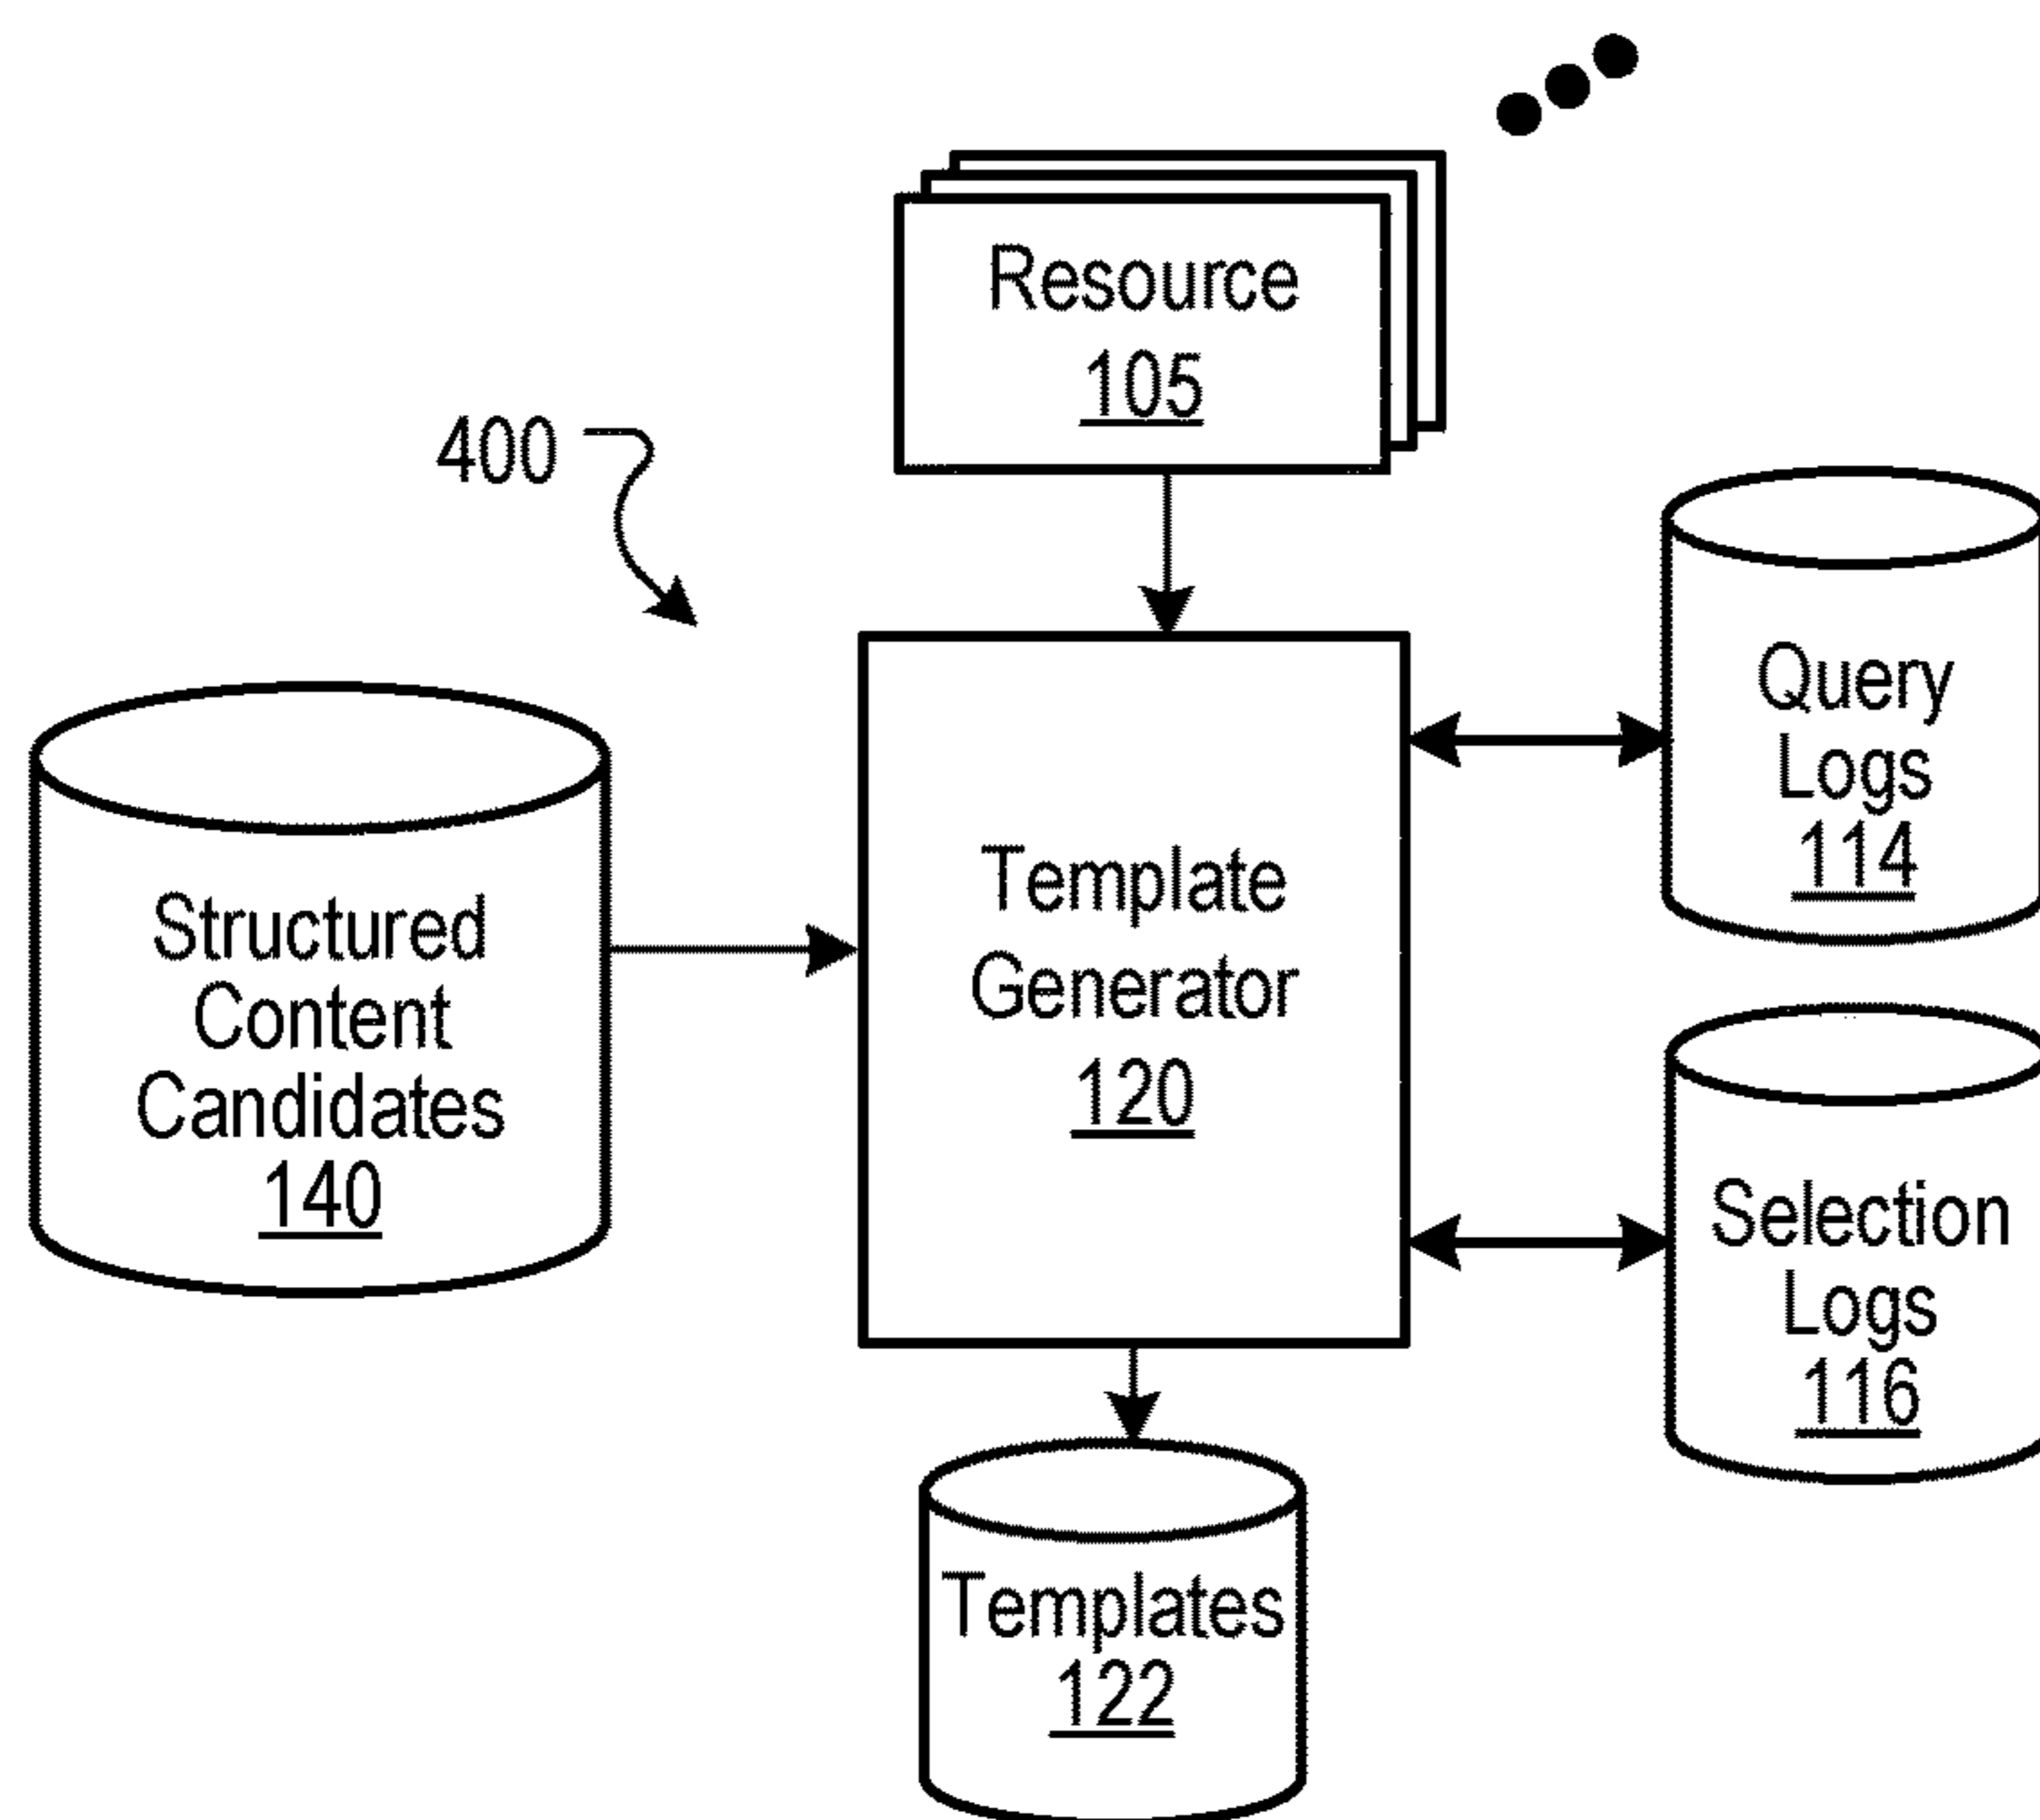 Resource
105
400
Query
Logs
114
Structured
Content
Candidates
140
Template
Generator
120
Selection
Logs
116
Templates
122